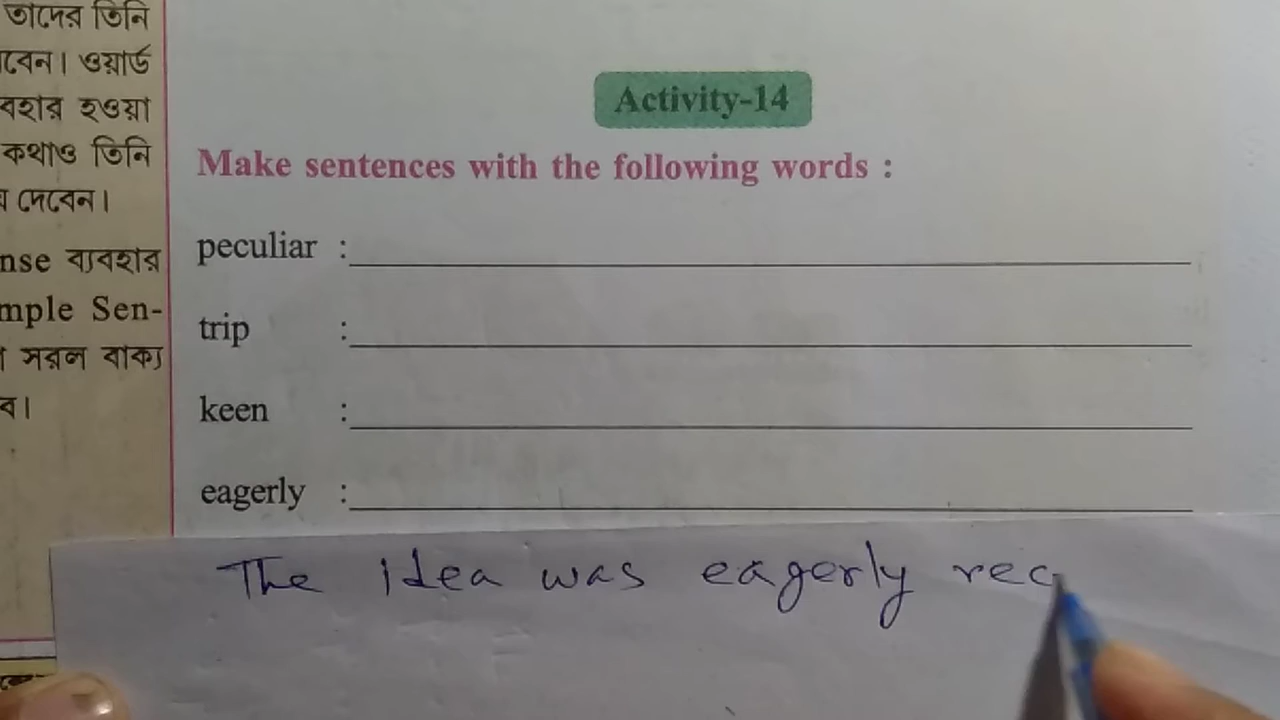 তাদের তিনি
বেন। ওয়ার্ড
বহার হওয়া
কথাও তিনি
দেবেন।
nse ব্যবহার
mple Sen-
সরল বাক্য
ব।
Activity-14
Make sentences with the following words :
peculiar :
trip :
keen :
eagerly :
The idea was eagerly rec